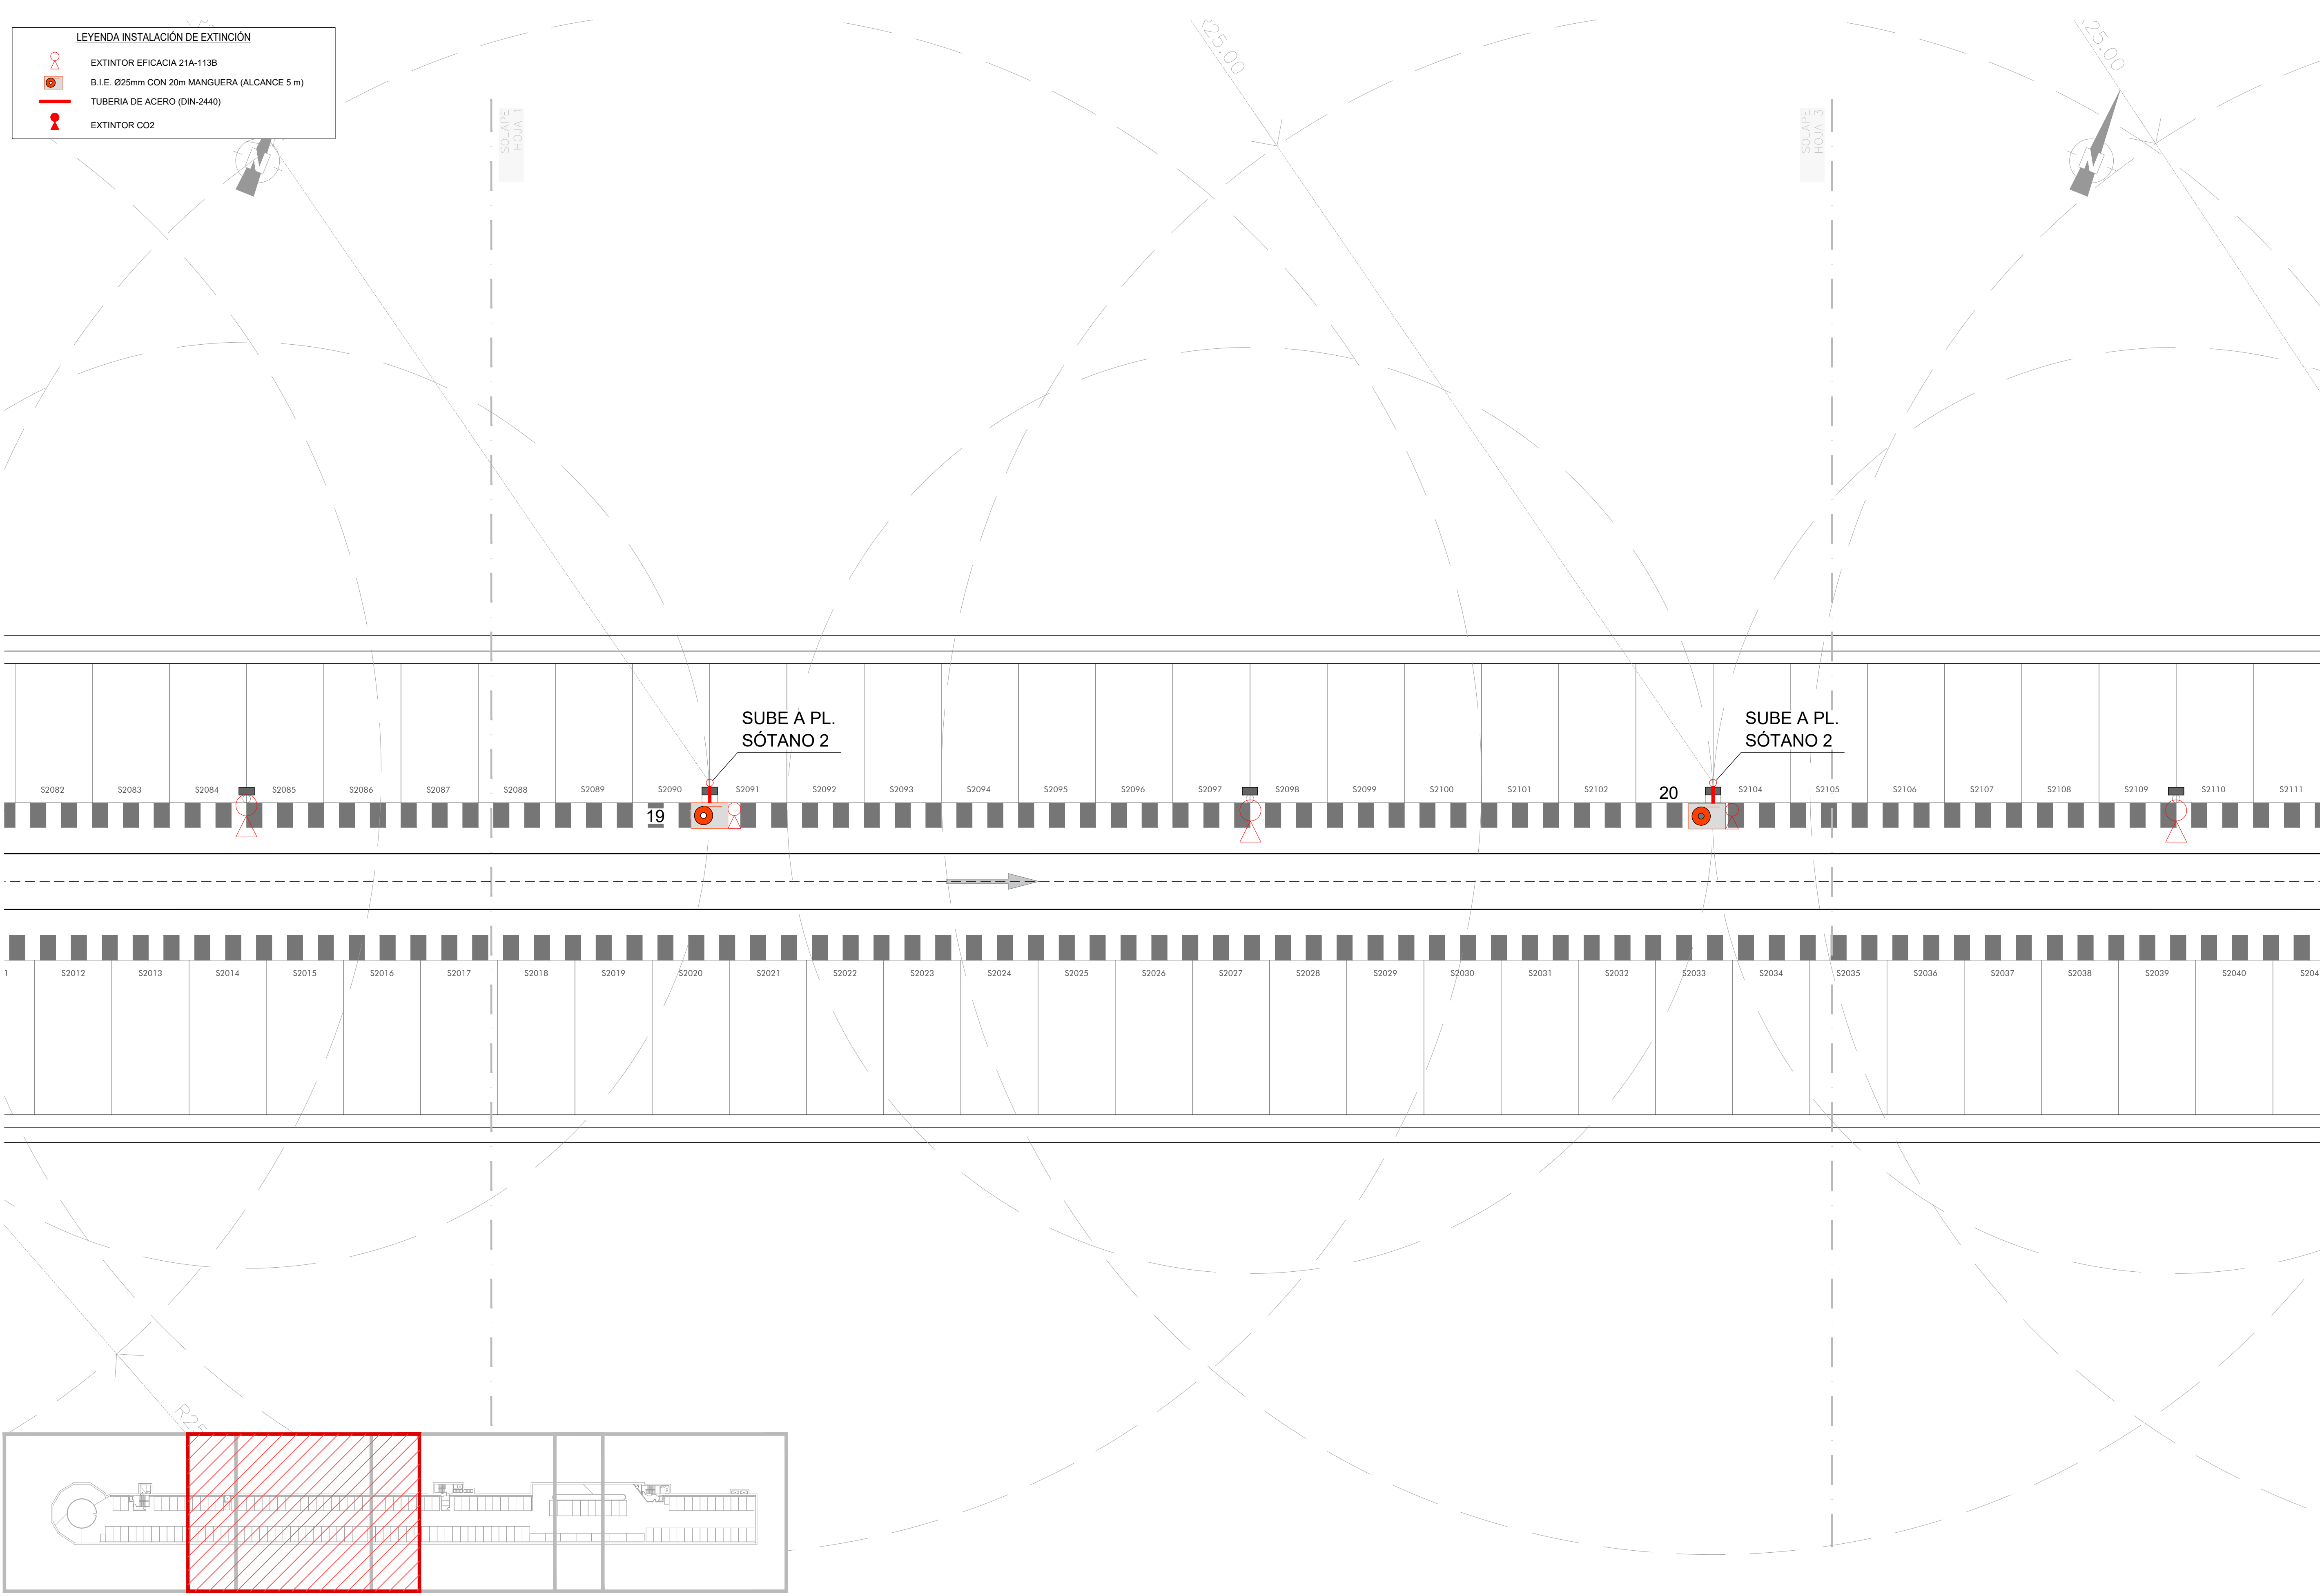 LEYENDA INSTALACIÓN DE EXTINCIÓN
EXTINTOR EFICACIA 21A-113B
B.I.E. Ø25mm CON 20m MANGUERA (ALCANCE 5 m)
TUBERIA DE ACERO (DIN-2440)
EXTINTOR CO2
SOLAPE
HOJA 1
SOLAPE
HOJA 3
N
N
SUBE A PL.
SÓTANO 2
SUBE A PL.
SÓTANO 2
S2082 S2083 S2084 S2085 S2086 S2087 S2088 S2089 S2090 S2091 S2092 S2093 S2094 S2095 S2096 S2097 S2098 S2099 S2100 S2101 S2102 20 S2104 S2105 S2106 S2107 S2108 S2109 S2110 S2111
19
S2012 S2013 S2014 S2015 S2016 S2017 S2018 S2019 S2020 S2021 S2022 S2023 S2024 S2025 S2026 S2027 S2028 S2029 S2030 S2031 S2032 S2033 S2034 S2035 S2036 S2037 S2038 S2039 S2040